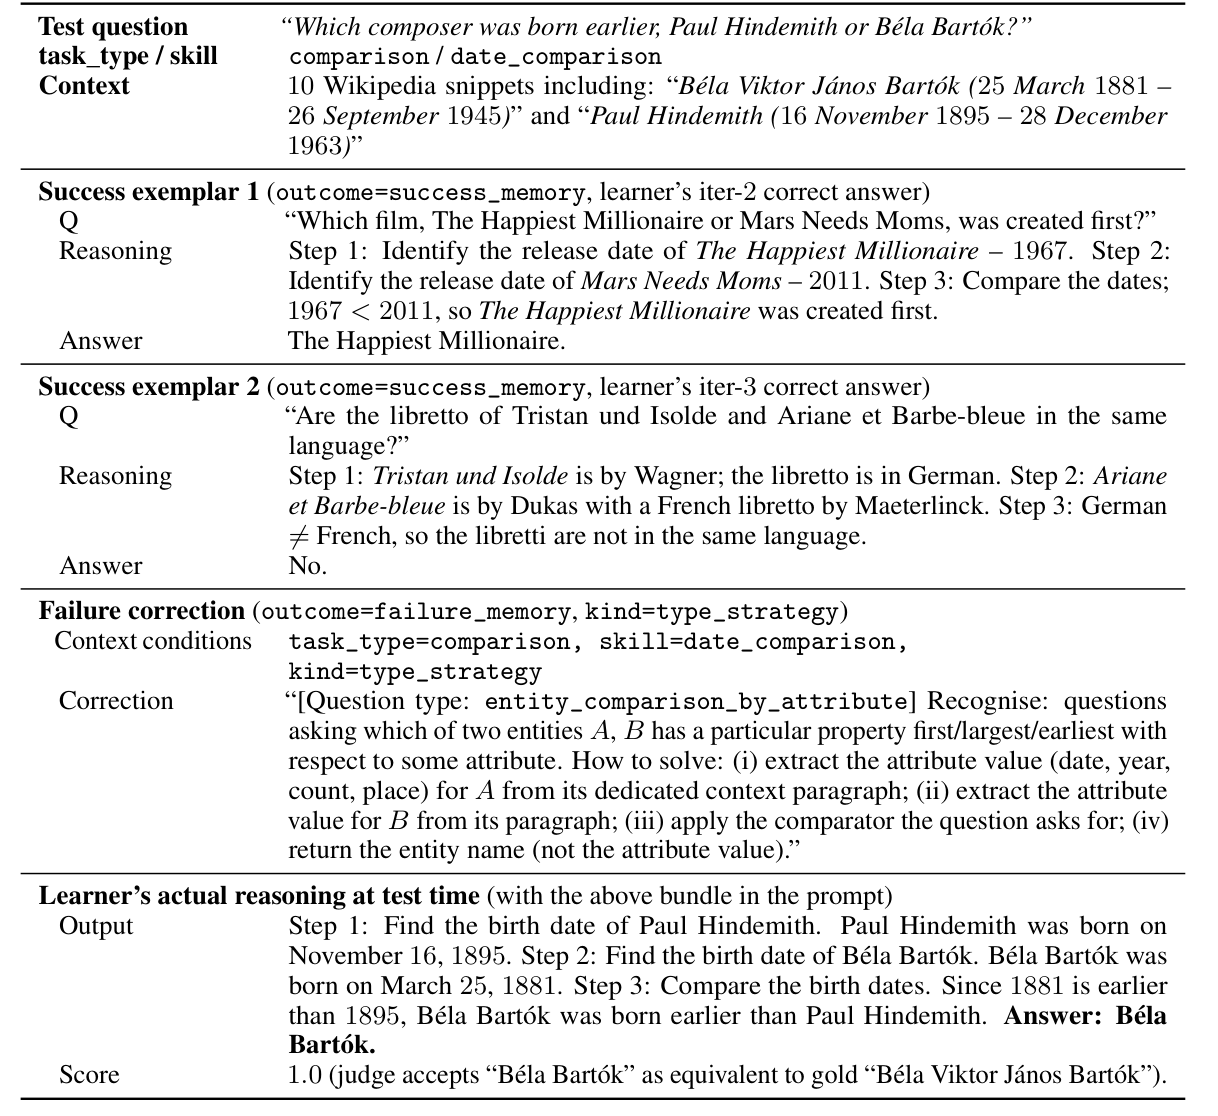 Test question “Which composer was born earlier, Paul Hindemith or Béla Bartók?”
task_type / skill comparison / date_comparison
Context 10 Wikipedia snippets including: “Béla Viktor János Bartók (25 March 1881 –
26 September 1945)” and “Paul Hindemith (16 November 1895 – 28 December
1963)”
Success exemplar 1 (outcome=success_memory, learner’s iter-2 correct answer)
Q “Which film, The Happiest Millionaire or Mars Needs Moms, was created first?”
Reasoning Step 1: Identify the release date of The Happiest Millionaire – 1967. Step 2:
Identify the release date of Mars Needs Moms – 2011. Step 3: Compare the dates;
1967 < 2011, so The Happiest Millionaire was created first.
Answer The Happiest Millionaire.
Success exemplar 2 (outcome=success_memory, learner’s iter-3 correct answer)
Q “Are the libretto of Tristan und Isolde and Ariane et Barbe-bleue in the same
language?”
Reasoning Step 1: Tristan und Isolde is by Wagner; the libretto is in German. Step 2: Ariane
et Barbe-bleue is by Dukas with a French libretto by Maeterlinck. Step 3: German
≠ French, so the libretti are not in the same language.
Answer No.
Failure correction (outcome=failure_memory, kind=type_strategy)
Context conditions task_type=comparison, skill=date_comparison,
kind=type_strategy
Correction “[Question type: entity_comparison_by_attribute] Recognise: questions
asking which of two entities A, B has a particular property first/largest/earliest with
respect to some attribute. How to solve: (i) extract the attribute value (date, year,
count, place) for A from its dedicated context paragraph; (ii) extract the attribute
value for B from its paragraph; (iii) apply the comparator the question asks for; (iv)
return the entity name (not the attribute value).”
Learner’s actual reasoning at test time (with the above bundle in the prompt)
Output Step 1: Find the birth date of Paul Hindemith. Paul Hindemith was born on
November 16, 1895. Step 2: Find the birth date of Béla Bartók. Béla Bartók was
born on March 25, 1881. Step 3: Compare the birth dates. Since 1881 is earlier
than 1895, Béla Bartók was born earlier than Paul Hindemith. Answer: Béla
Bartók.
Score 1.0 (judge accepts “Béla Bartók” as equivalent to gold “Béla Viktor János Bartók”).